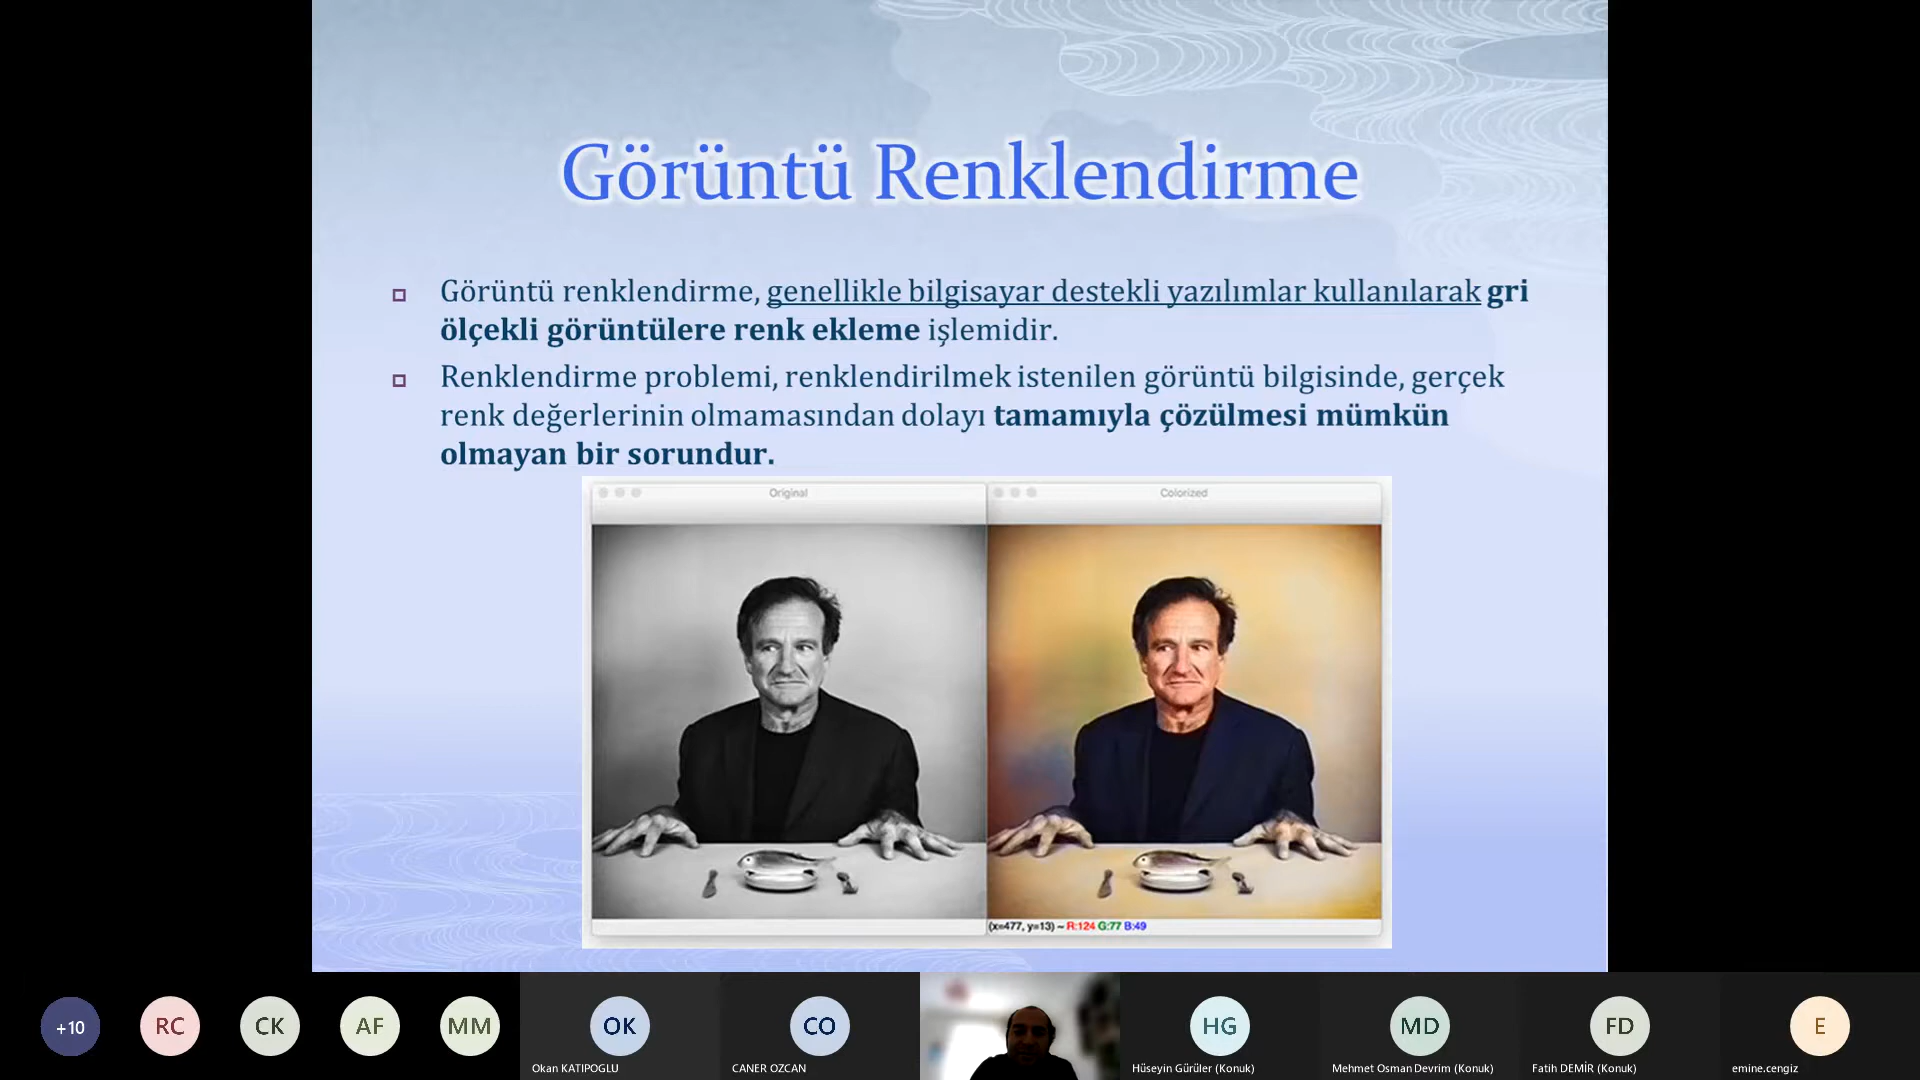 Görüntü Renklendirme
Görüntü renklendirme, genellikle bilgisayar destekli yazılımlar kullanılarak gri
ölçekli görüntülere renk ekleme işlemidir.
Renklendirme problemi, renklendirilmek istenilen görüntü bilgisinde, gerçek
renk değerlerinin olmamasından dolayı tamamıyla çözülmesi mümkün
olmayan bir sorundur.
Original
Colorized
(x=477, y=13) ~ R:124 G:77 B:49
+10
RC
CK
AF
MM
OK
CO
HG
MD
FD
E
Okan KATIPOGLU
CANER OZCAN
Hüseyin Gürüler (Konuk)
Mehmet Osman Devrim (Konuk)
Fatih DEMİR (Konuk)
emine.cengiz